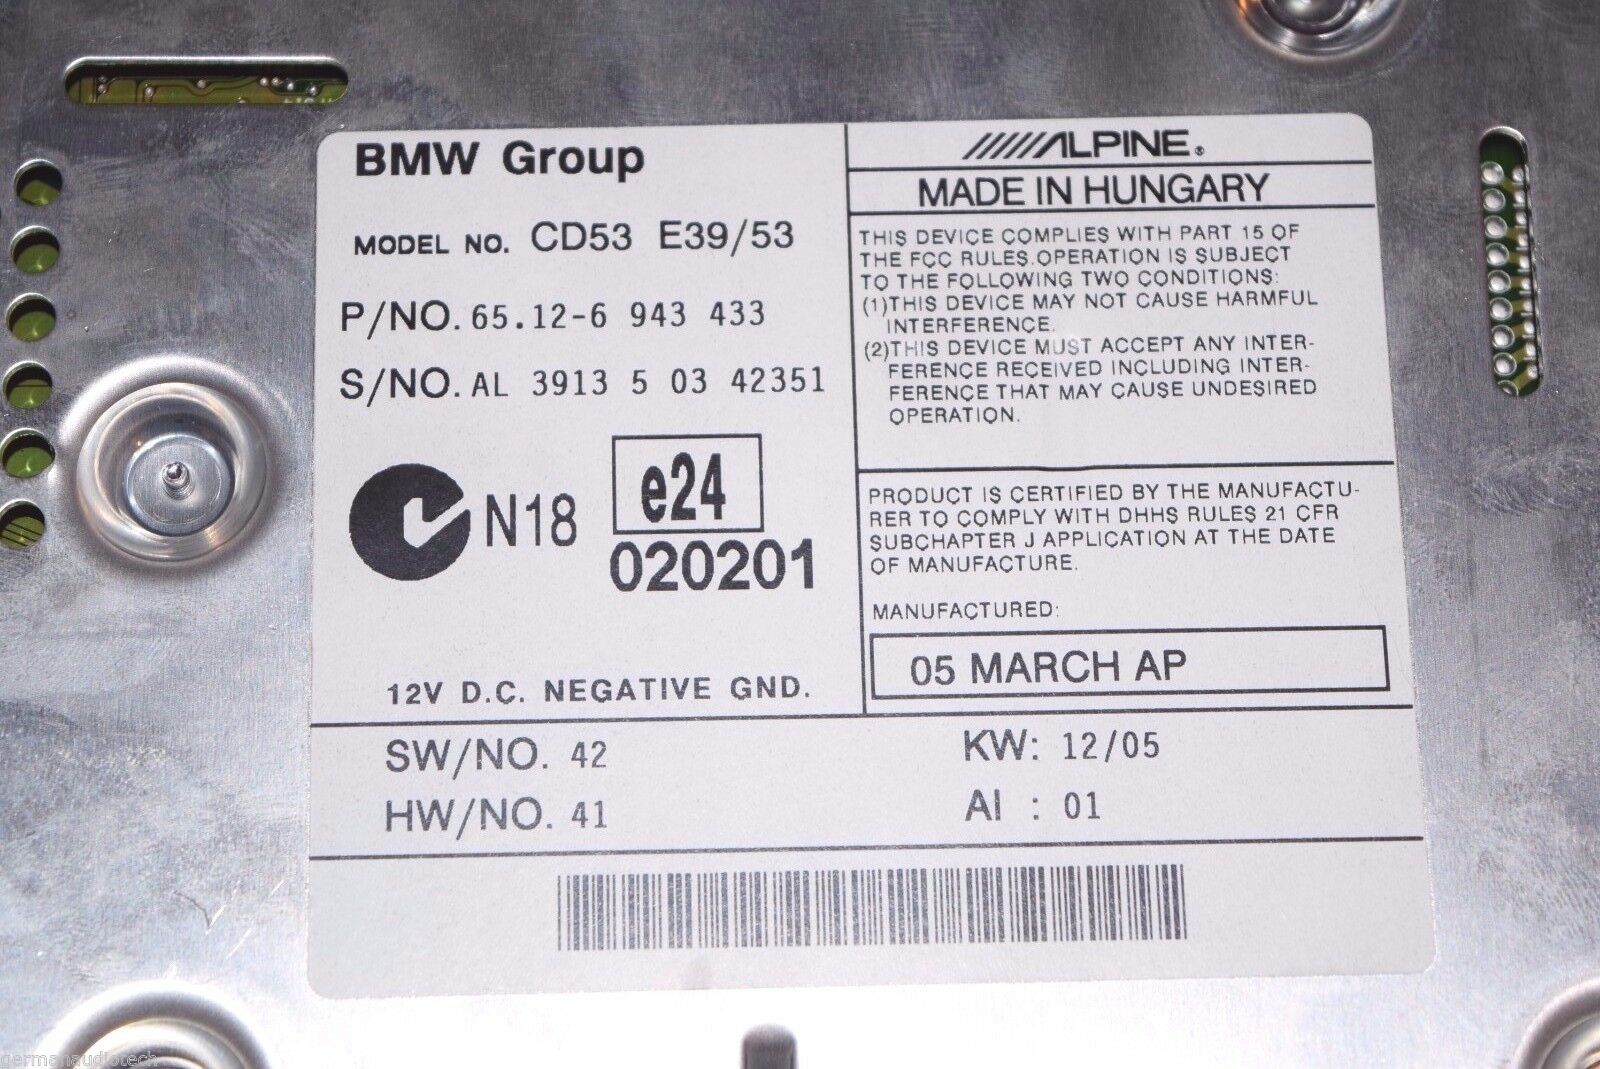 BMW Group
MODEL NO. CD53 E39/53
P/NO. 65.12-6 943 433
S/NO. AL 3913 5 03 42351
N18
e24
020201
12V D.C. NEGATIVE GND.
ALPINE®
MADE IN HUNGARY
THIS DEVICE COMPLIES WITH PART 15 OF
THE FCC RULES.OPERATION IS SUBJECT
TO THE FOLLOWING TWO CONDITIONS:
(1)THIS DEVICE MAY NOT CAUSE HARMFUL
INTERFERENCE.
(2)THIS DEVICE MUST ACCEPT ANY INTER-
FERENCE RECEIVED INCLUDING INTER-
FERENCE THAT MAY CAUSE UNDESIRED
OPERATION.
PRODUCT IS CERTIFIED BY THE MANUFACTU-
RER TO COMPLY WITH DHHS RULES 21 CFR
SUBCHAPTER J APPLICATION AT THE DATE
OF MANUFACTURE.
MANUFACTURED:
05 MARCH AP
SW/NO. 42
KW: 12/05
HW/NO. 41
AI : 01
germanaudiotech